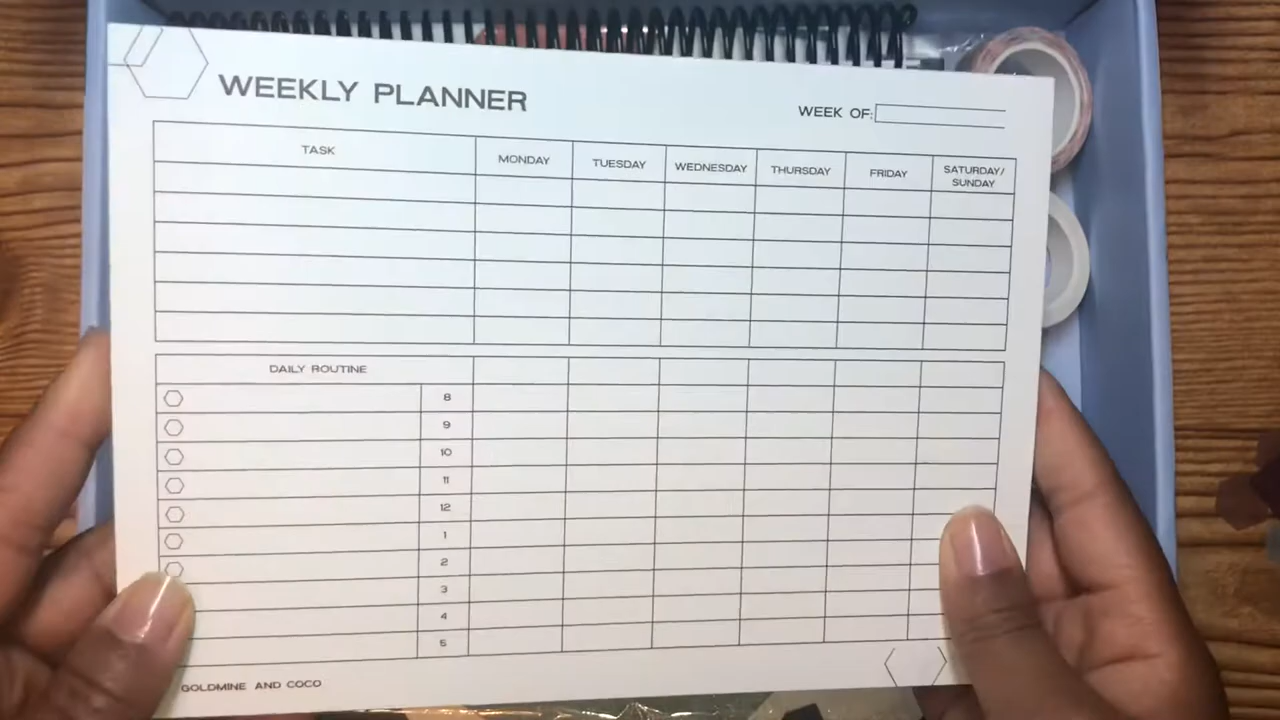 WEEKLY PLANNER
WEEK OF:
TASK MONDAY TUESDAY WEDNESDAY THURSDAY FRIDAY SATURDAY/
SUNDAY
DAILY ROUTINE
8
9
10
11
12
1
2
3
4
5
GOLDMINE AND COCO